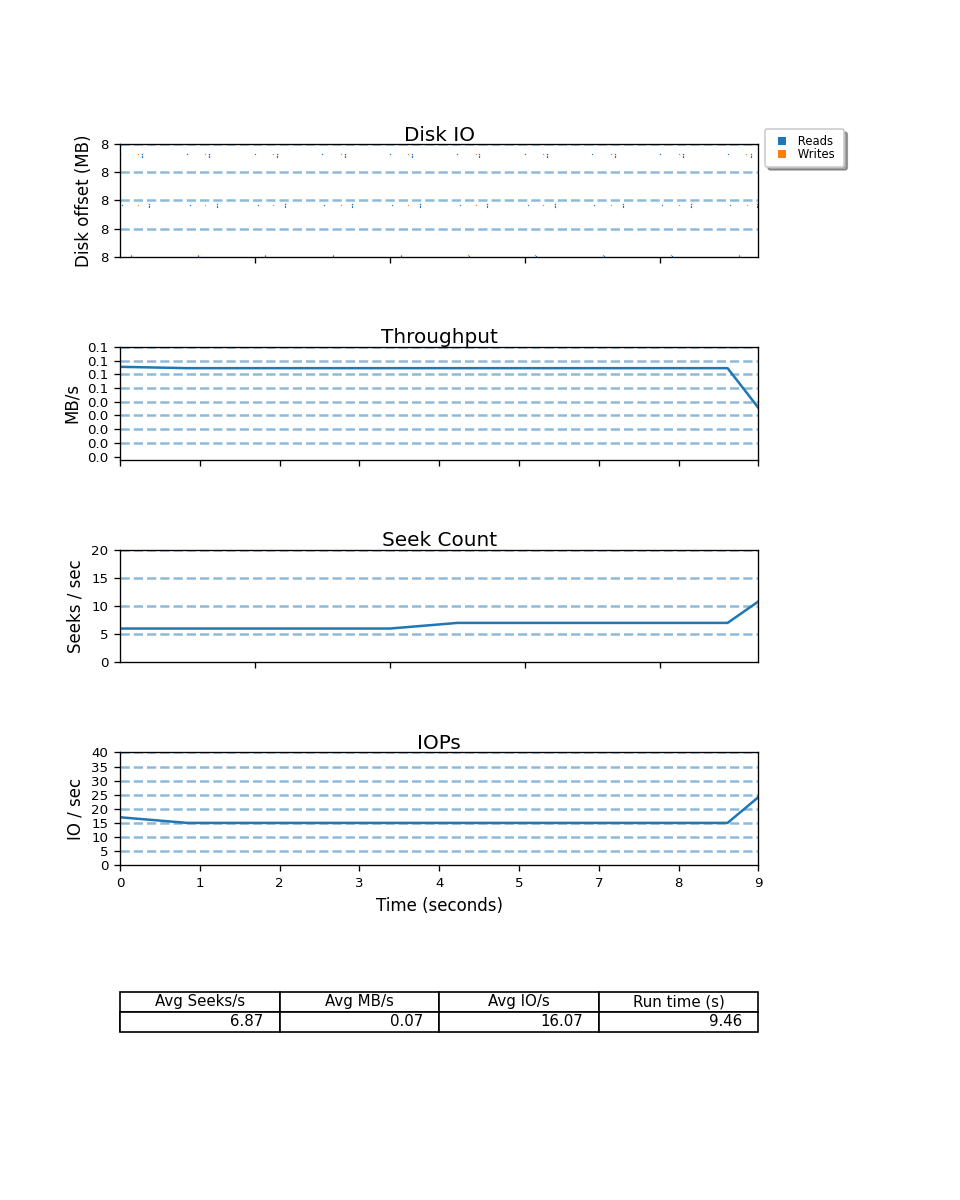 Disk IO
Reads
Writes
Disk offset (MB)
8
8
8
8
8
Throughput
MB/s
0.1
0.1
0.1
0.1
0.0
0.0
0.0
0.0
0.0
Seek Count
Seeks / sec
20
15
10
5
0
IOPs
IO / sec
40
35
30
25
20
15
10
5
0
0 1 2 3 4 5 7 8 9
Time (seconds)
Avg Seeks/s Avg MB/s Avg IO/s Run time (s)
6.87 0.07 16.07 9.46